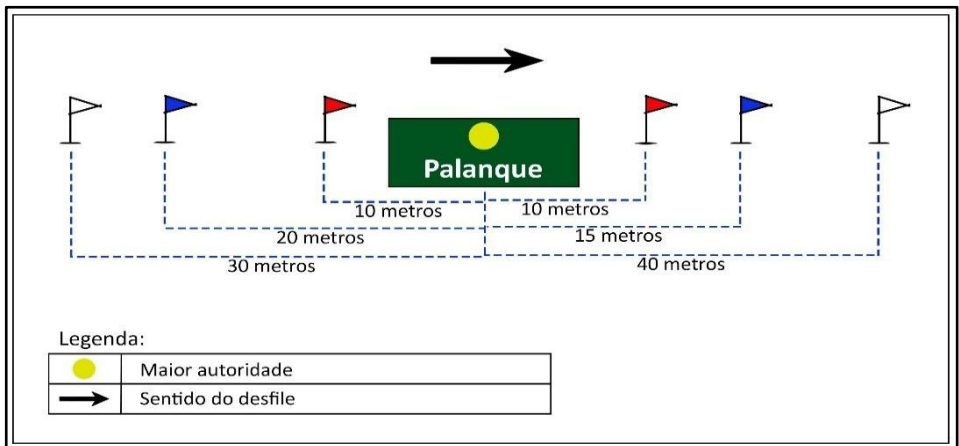 Palanque
10 metros
10 metros
20 metros
15 metros
30 metros
40 metros
Legenda:
Maior autoridade
Sentido do desfile